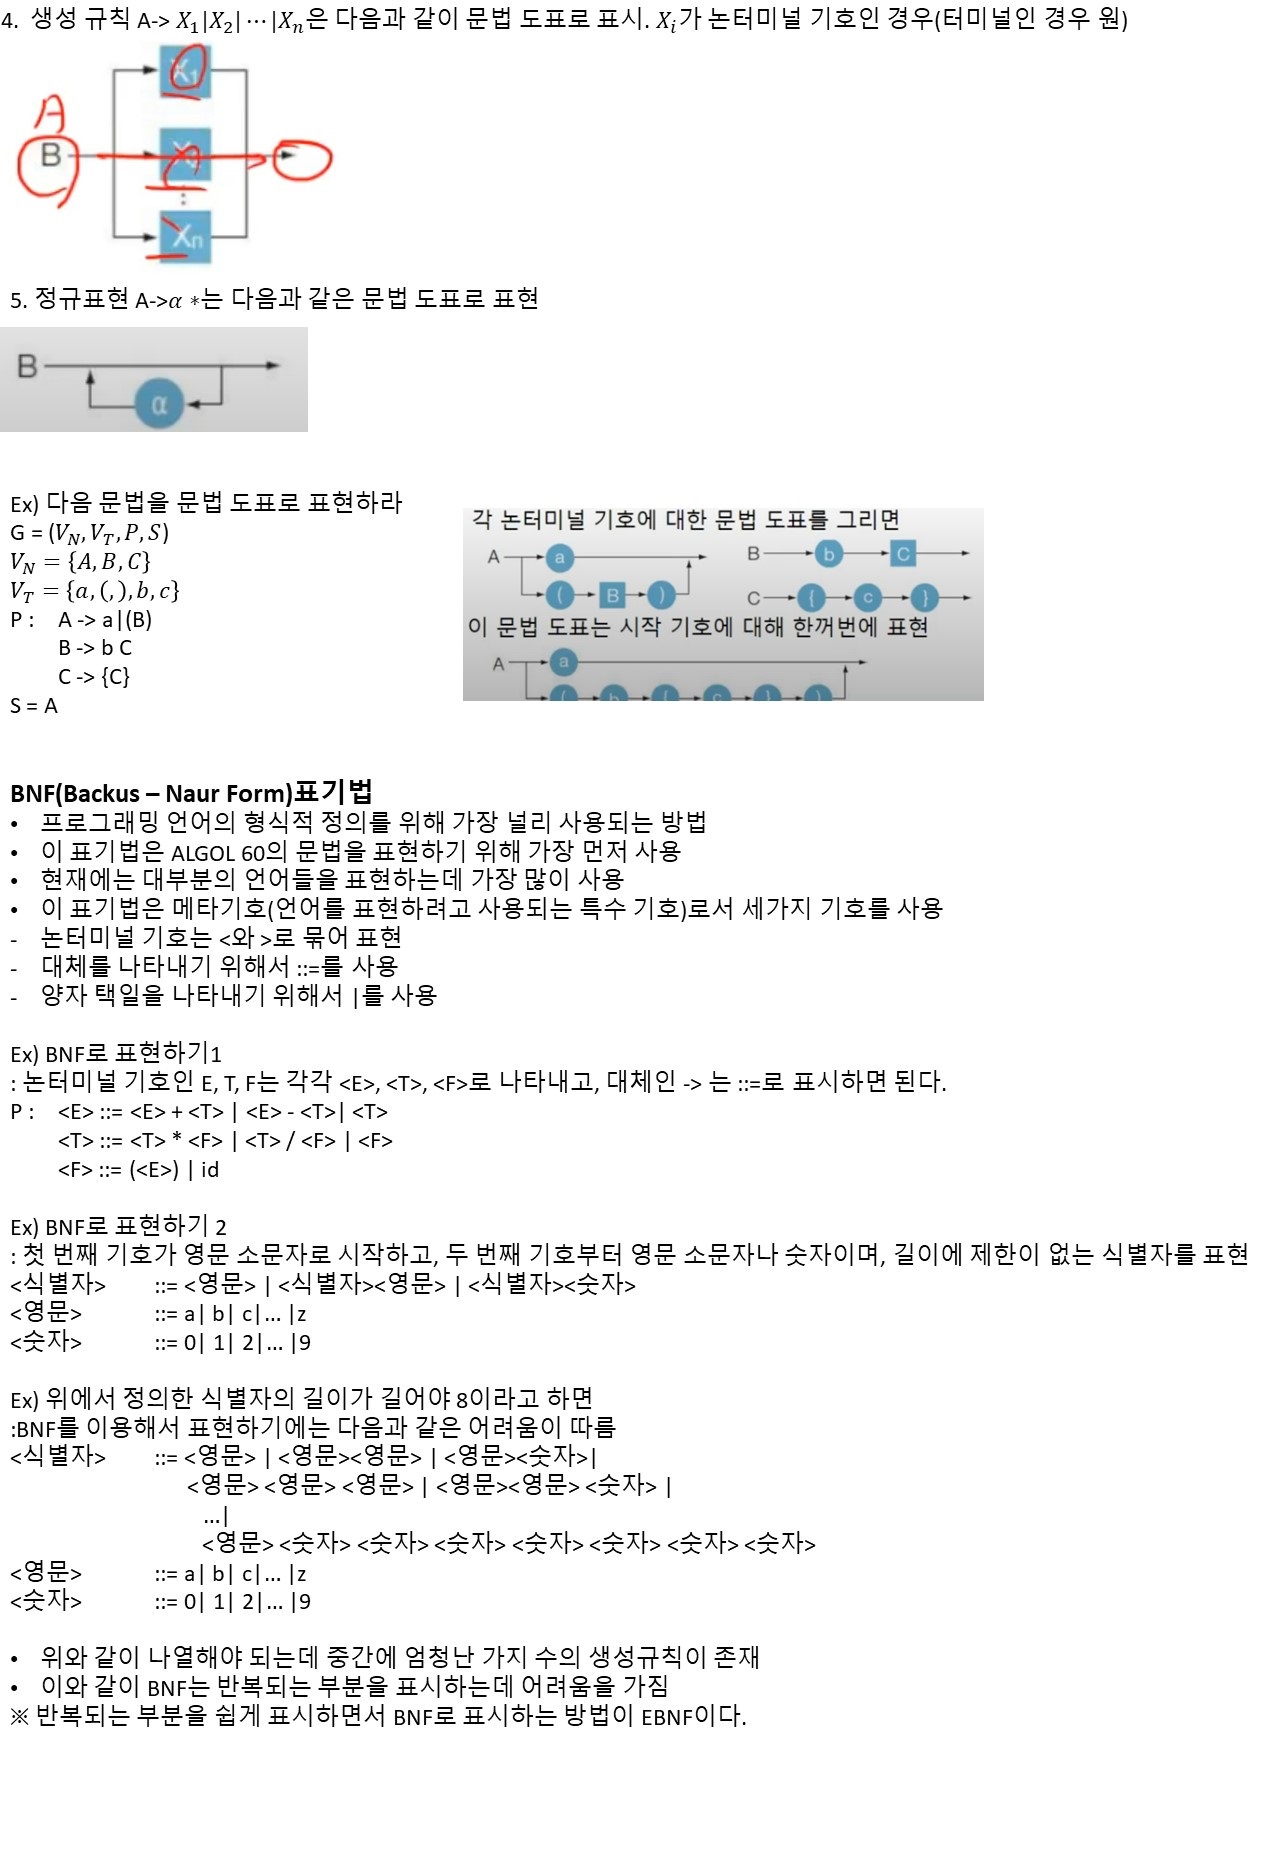 4. 생성 규칙 A-> X₁|X₂| ⋯ |Xₙ은 다음과 같이 문법 도표로 표시. Xᵢ가 논터미널 기호인 경우(터미널인 경우 원)
X₁
A
B
⋮
Xn
5. 정규표현 A->α *는 다음과 같은 문법 도표로 표현
B
α
Ex) 다음 문법을 문법 도표로 표현하라
G = (V_N, V_T, P, S)
V_N = {A, B, C}
V_T = {a, (, ), b, c}
P : A -> a|(B)
B -> b C
C -> {C}
S = A
각 논터미널 기호에 대한 문법 도표를 그리면
A a B b C
( B ) C { c }
이 문법 도표는 시작 기호에 대해 한꺼번에 표현
A a
( b { c } )
BNF(Backus – Naur Form)표기법
• 프로그래밍 언어의 형식적 정의를 위해 가장 널리 사용되는 방법
• 이 표기법은 ALGOL 60의 문법을 표현하기 위해 가장 먼저 사용
• 현재에는 대부분의 언어들을 표현하는데 가장 많이 사용
• 이 표기법은 메타기호(언어를 표현하려고 사용되는 특수 기호)로서 세가지 기호를 사용
- 논터미널 기호는 <와 >로 묶어 표현
- 대체를 나타내기 위해서 ::=를 사용
- 양자 택일을 나타내기 위해서 |를 사용
Ex) BNF로 표현하기1
: 논터미널 기호인 E, T, F는 각각 <E>, <T>, <F>로 나타내고, 대체인 -> 는 ::=로 표시하면 된다.
P : <E> ::= <E> + <T> | <E> - <T>| <T>
<T> ::= <T> * <F> | <T> / <F> | <F>
<F> ::= (<E>) | id
Ex) BNF로 표현하기 2
: 첫 번째 기호가 영문 소문자로 시작하고, 두 번째 기호부터 영문 소문자나 숫자이며, 길이에 제한이 없는 식별자를 표현
<식별자> ::= <영문> | <식별자><영문> | <식별자><숫자>
<영문> ::= a| b| c|... |z
<숫자> ::= 0| 1| 2|... |9
Ex) 위에서 정의한 식별자의 길이가 길어야 8이라고 하면
:BNF를 이용해서 표현하기에는 다음과 같은 어려움이 따름
<식별자> ::= <영문> | <영문><영문> | <영문><숫자>|
<영문> <영문> <영문> | <영문><영문> <숫자> |
...|
<영문> <숫자> <숫자> <숫자> <숫자> <숫자> <숫자> <숫자>
<영문> ::= a| b| c|... |z
<숫자> ::= 0| 1| 2|... |9
• 위와 같이 나열해야 되는데 중간에 엄청난 가지 수의 생성규칙이 존재
• 이와 같이 BNF는 반복되는 부분을 표시하는데 어려움을 가짐
※ 반복되는 부분을 쉽게 표시하면서 BNF로 표시하는 방법이 EBNF이다.